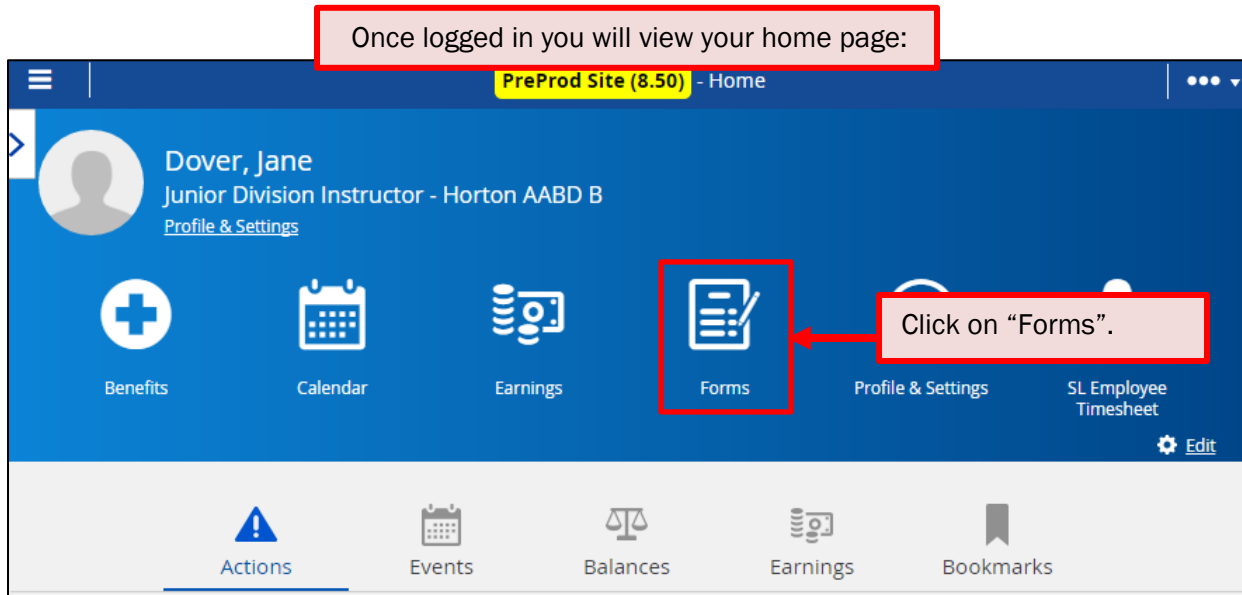 Once logged in you will view your home page:
PreProd Site (8.50) - Home
Dover, Jane
Junior Division Instructor - Horton AABD B
Profile & Settings
Click on “Forms”.
Benefits
Calendar
Earnings
Forms
Profile & Settings
SL Employee
Timesheet
Edit
Actions
Events
Balances
Earnings
Bookmarks